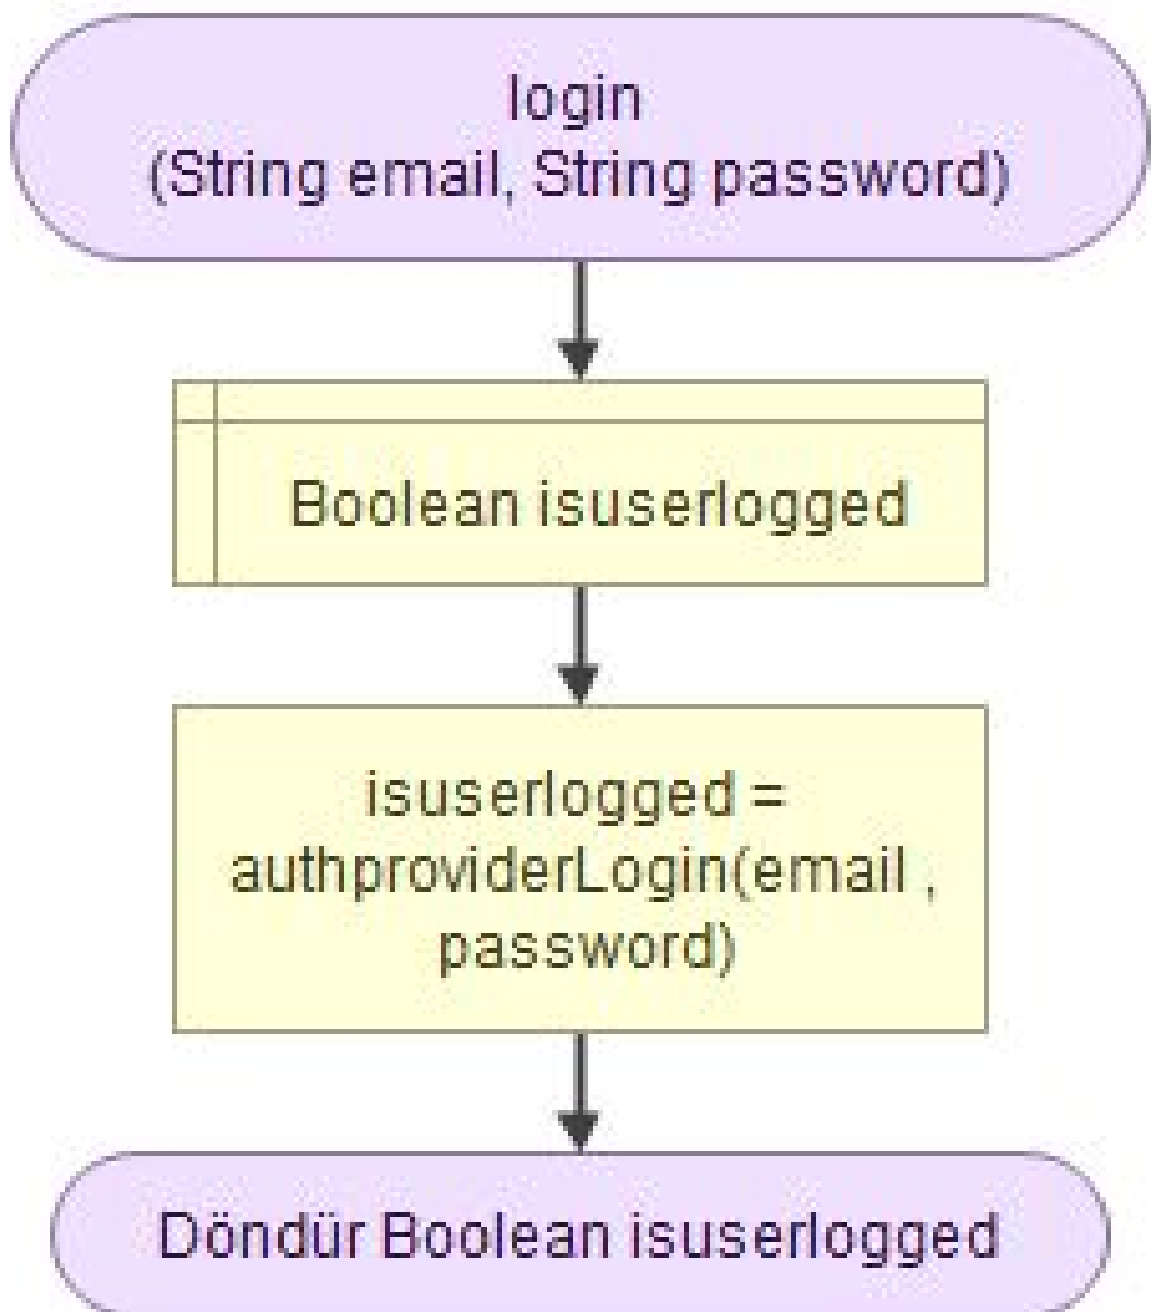 login
(String email, String password)
Boolean isuserlogged
isuserlogged =
authproviderLogin(email ,
password)
Döndür Boolean isuserlogged